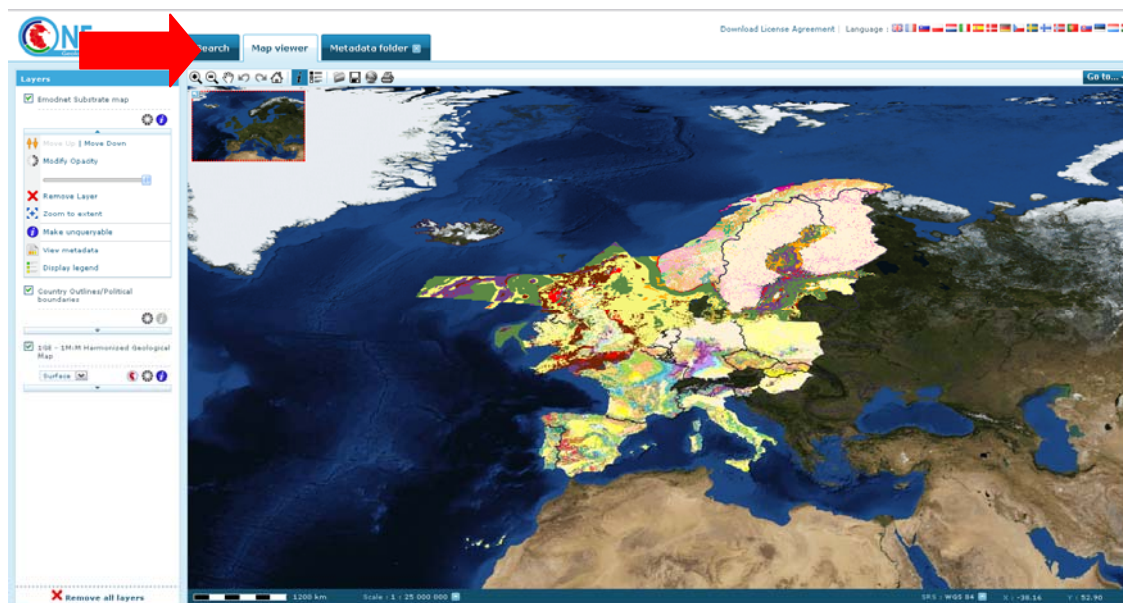 Download License Agreement | Language :
Search
Map viewer
Metadata folder
Layers
Go to...
Emodnet Substrate map
Move Up | Move Down
Modify Opacity
Remove Layer
Zoom to extent
Make unqueryable
View metadata
Display legend
Country Outlines/Political
boundaries
1GE - 1M:M Harmonized Geological
Map
Surface
Remove all layers
1200 km
Scale : 1 : 25 000 000
SRS : WGS 84
X : -38.16
Y : 52.90